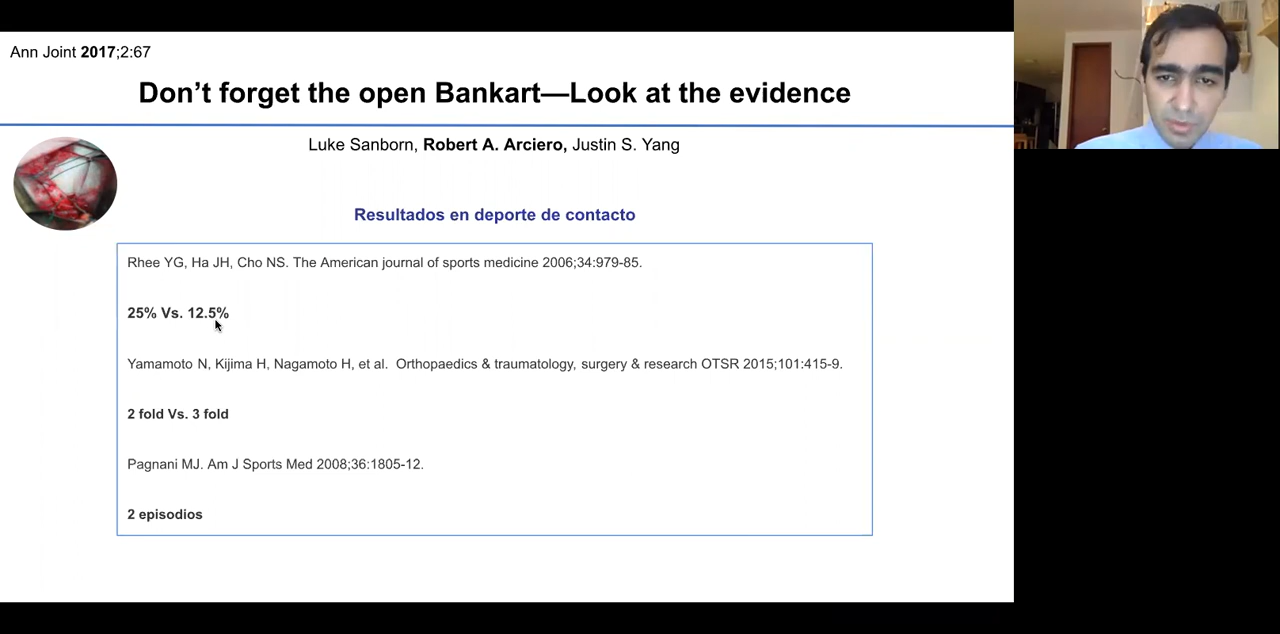 Ann Joint 2017;2:67
Don't forget the open Bankart—Look at the evidence
Luke Sanborn, Robert A. Arciero, Justin S. Yang
Resultados en deporte de contacto
Rhee YG, Ha JH, Cho NS. The American journal of sports medicine 2006;34:979-85.
25% Vs. 12.5%
Yamamoto N, Kijima H, Nagamoto H, et al. Orthopaedics & traumatology, surgery & research OTSR 2015;101:415-9.
2 fold Vs. 3 fold
Pagnani MJ. Am J Sports Med 2008;36:1805-12.
2 episodios